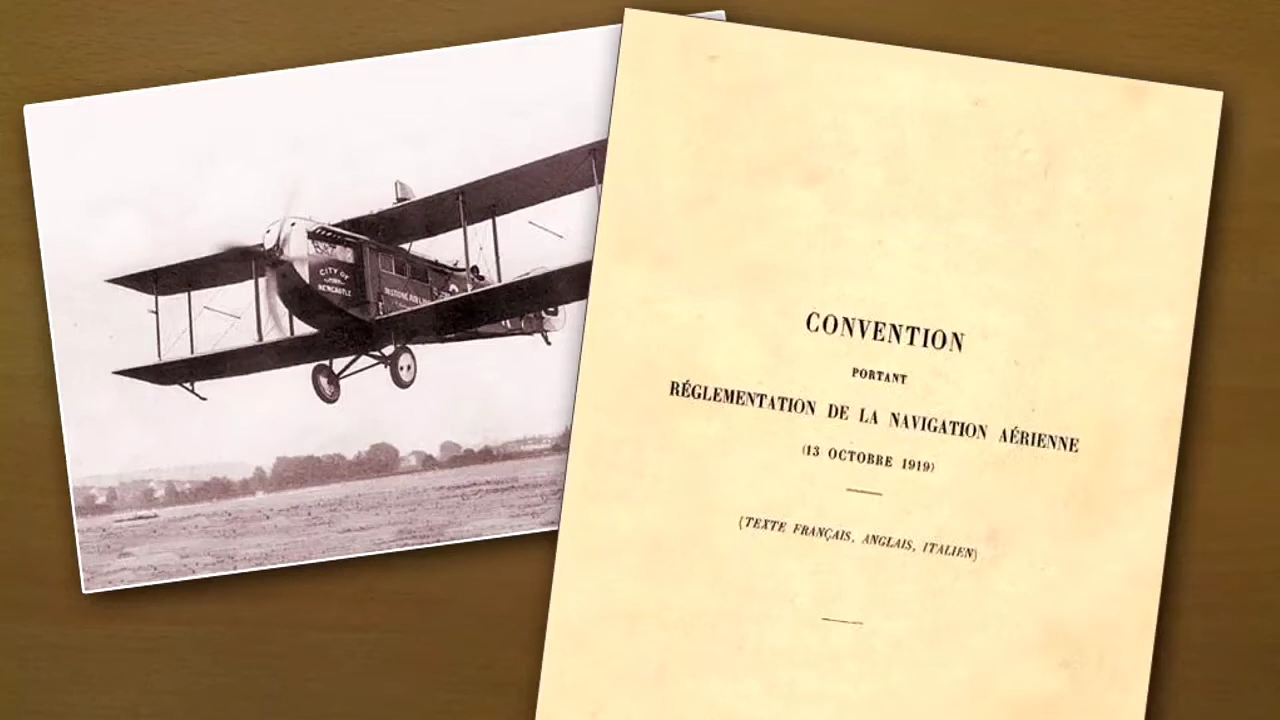 CITY OF
NEWCASTLE
CONVENTION
PORTANT
RÉGLEMENTATION DE LA NAVIGATION AÉRIENNE
(13 OCTOBRE 1919)
(TEXTE FRANÇAIS, ANGLAIS, ITALIEN)